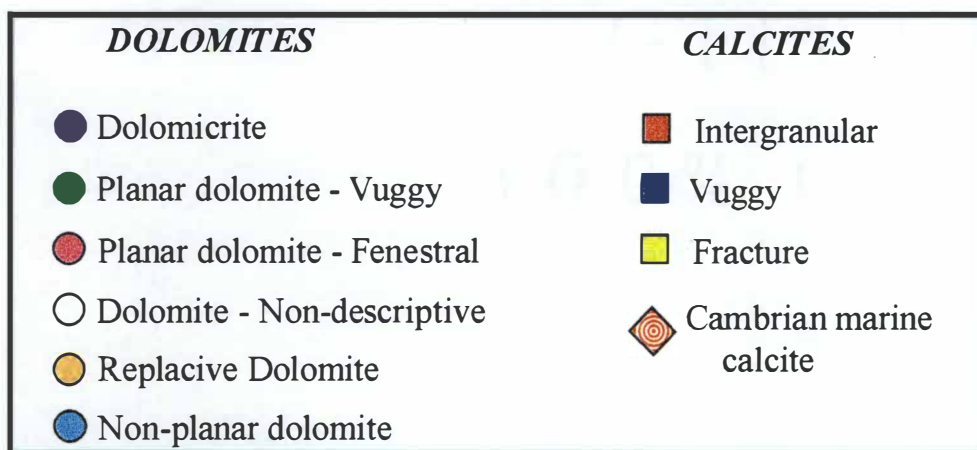 DOLOMITES
Dolomicrite
Planar dolomite - Vuggy
Planar dolomite - Fenestral
Dolomite - Non-descriptive
Replacive Dolomite
Non-planar dolomite
CALCITES
Intergranular
Vuggy
Fracture
Cambrian marine
calcite